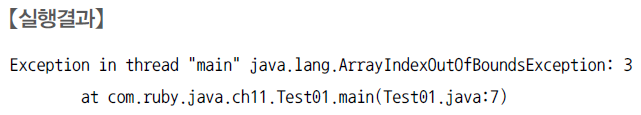 【실행결과】
Exception in thread "main" java.lang.ArrayIndexOutOfBoundsException: 3
at com.ruby.java.ch11.Test01.main(Test01.java:7)